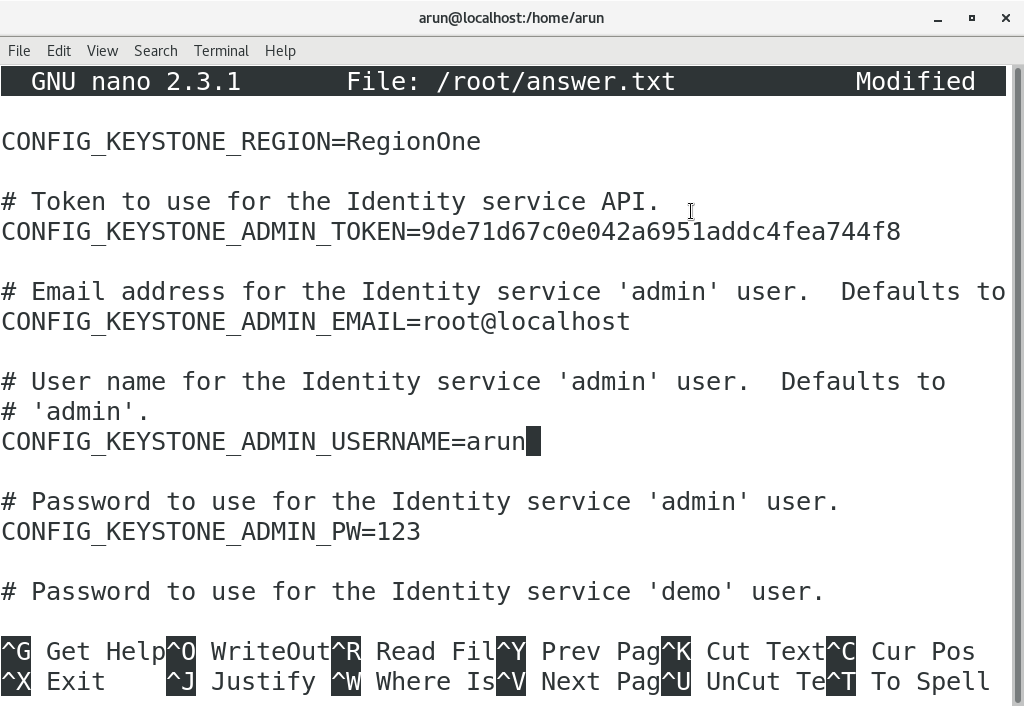 arun@localhost:/home/arun
File Edit View Search Terminal Help
GNU nano 2.3.1 File: /root/answer.txt Modified
CONFIG_KEYSTONE_REGION=RegionOne
# Token to use for the Identity service API.
CONFIG_KEYSTONE_ADMIN_TOKEN=9de71d67c0e042a6951addc4fea744f8
# Email address for the Identity service 'admin' user.  Defaults to
CONFIG_KEYSTONE_ADMIN_EMAIL=root@localhost
# User name for the Identity service 'admin' user.  Defaults to
# 'admin'.
CONFIG_KEYSTONE_ADMIN_USERNAME=arun
# Password to use for the Identity service 'admin' user.
CONFIG_KEYSTONE_ADMIN_PW=123
# Password to use for the Identity service 'demo' user.
^G Get Help^O WriteOut^R Read Fil^Y Prev Pag^K Cut Text^C Cur Pos
^X Exit ^J Justify ^W Where Is^V Next Pag^U UnCut Te^T To Spell